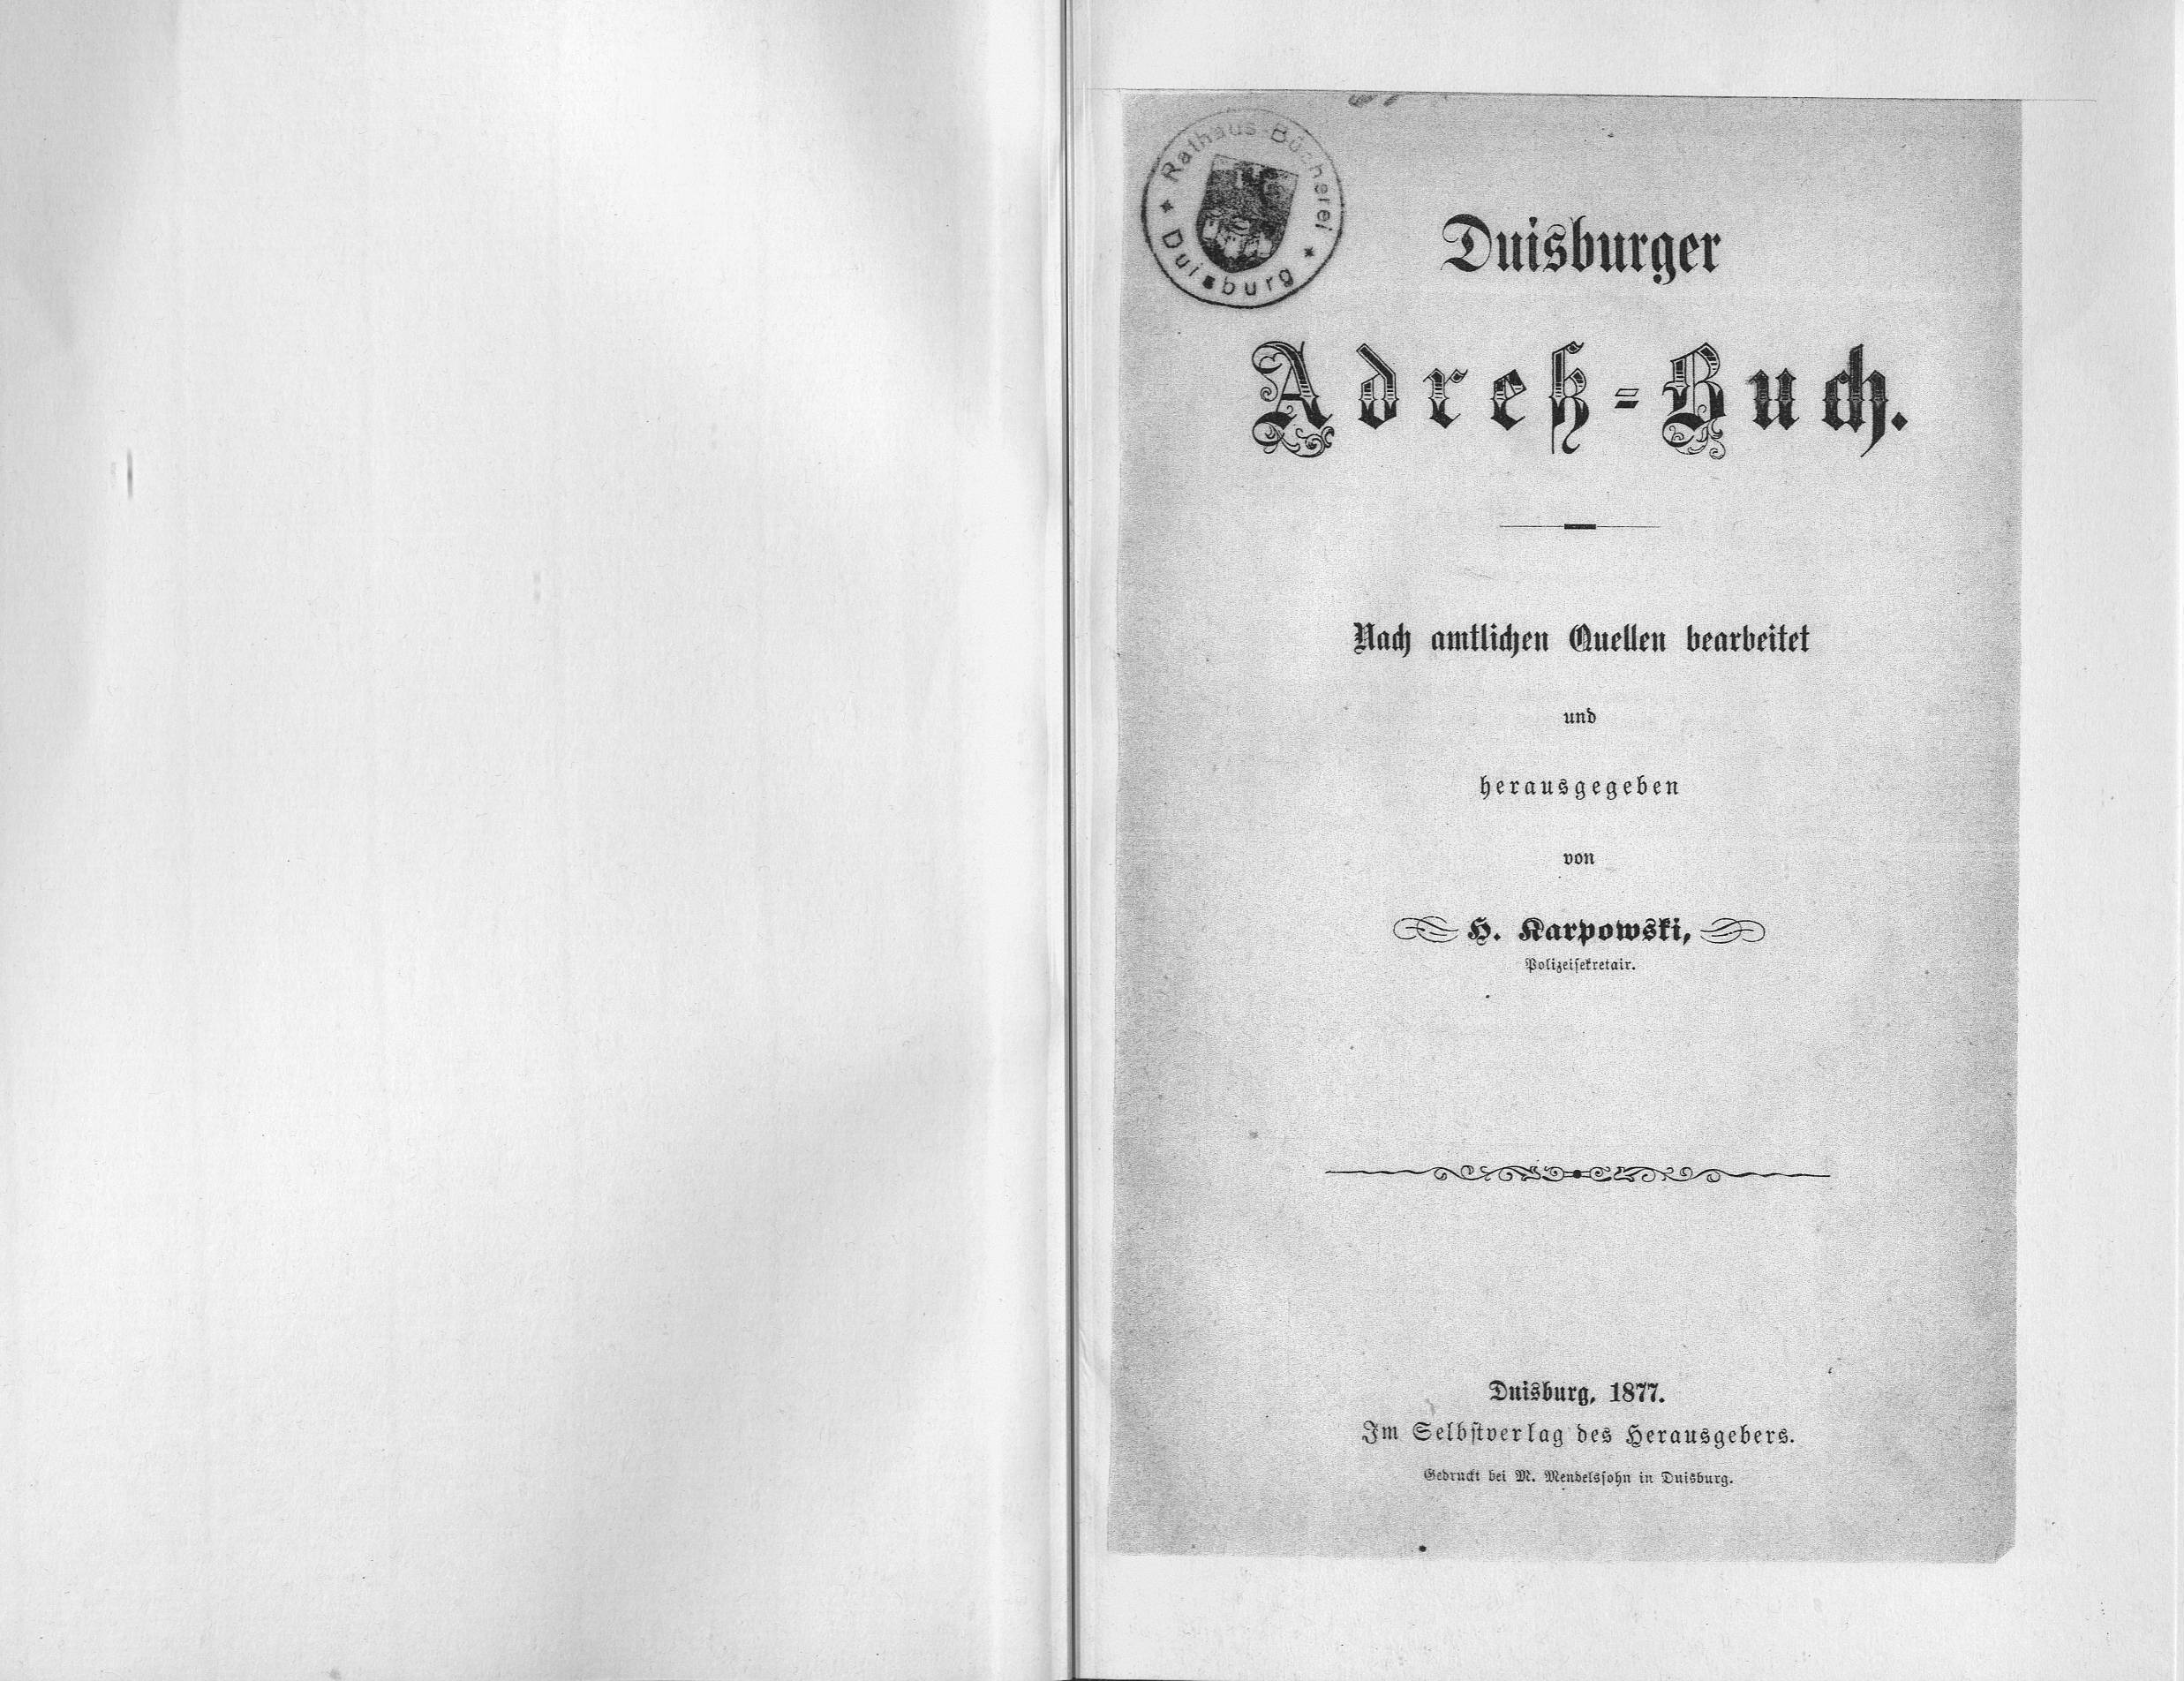 Rathaus-Bücherei
Duisburg
Duisburger
Adreß-Buch.
Nach amtlichen Quellen bearbeitet
und
herausgegeben
von
H. Karpowski,
Polizeisekretair.
Duisburg, 1877.
Im Selbstverlag des Herausgebers.
Gedruckt bei M. Mendelssohn in Duisburg.